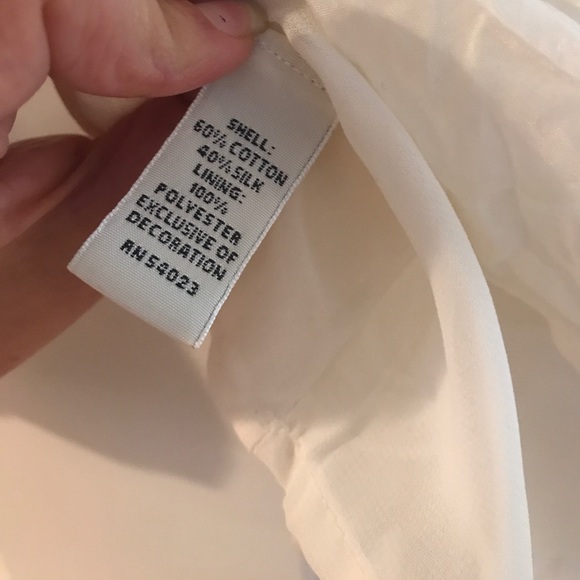 SHELL:
60% COTTON
40% SILK
LINING:
100%
POLYESTER
EXCLUSIVE OF
DECORATION
RN 54023